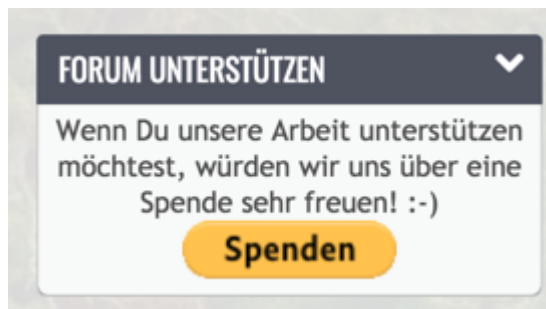 FORUM UNTERSTÜTZEN
Wenn Du unsere Arbeit unterstützen
möchtest, würden wir uns über eine
Spende sehr freuen! :-)
Spenden